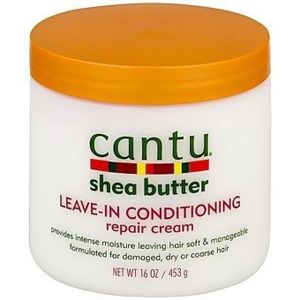 cantu
shea butter
LEAVE-IN CONDITIONING
repair cream
provides intense moisture leaving hair soft & manageable
formulated for damaged, dry or coarse hair
NET WT 16 OZ / 453 g